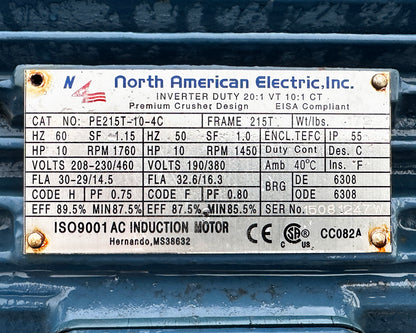 N
North American Electric, Inc.
INVERTER DUTY 20:1 VT 10:1 CT
Premium Crusher Design EISA Compliant
CAT NO: PE215T-10-4C FRAME 215T Wt/lbs.
HZ 60 SF 1.15 HZ 50 SF 1.0 ENCL.TEFC IP 55
HP 10 RPM 1760 HP 10 RPM 1450 Duty Cont Des. C
VOLTS 208-230/460 VOLTS 190/380 Amb 40°C Ins. °F
FLA 30-29/14.5 FLA 32.6/16.3 BRG DE 6308
CODE H PF 0.75 CODE F PF 0.80 ODE 6308
EFF 89.5% MIN87.5% EFF 87.5% MIN85.5% SER No.
ISO9001 AC INDUCTION MOTOR CE CSA US CC082A
Hernando,MS38632